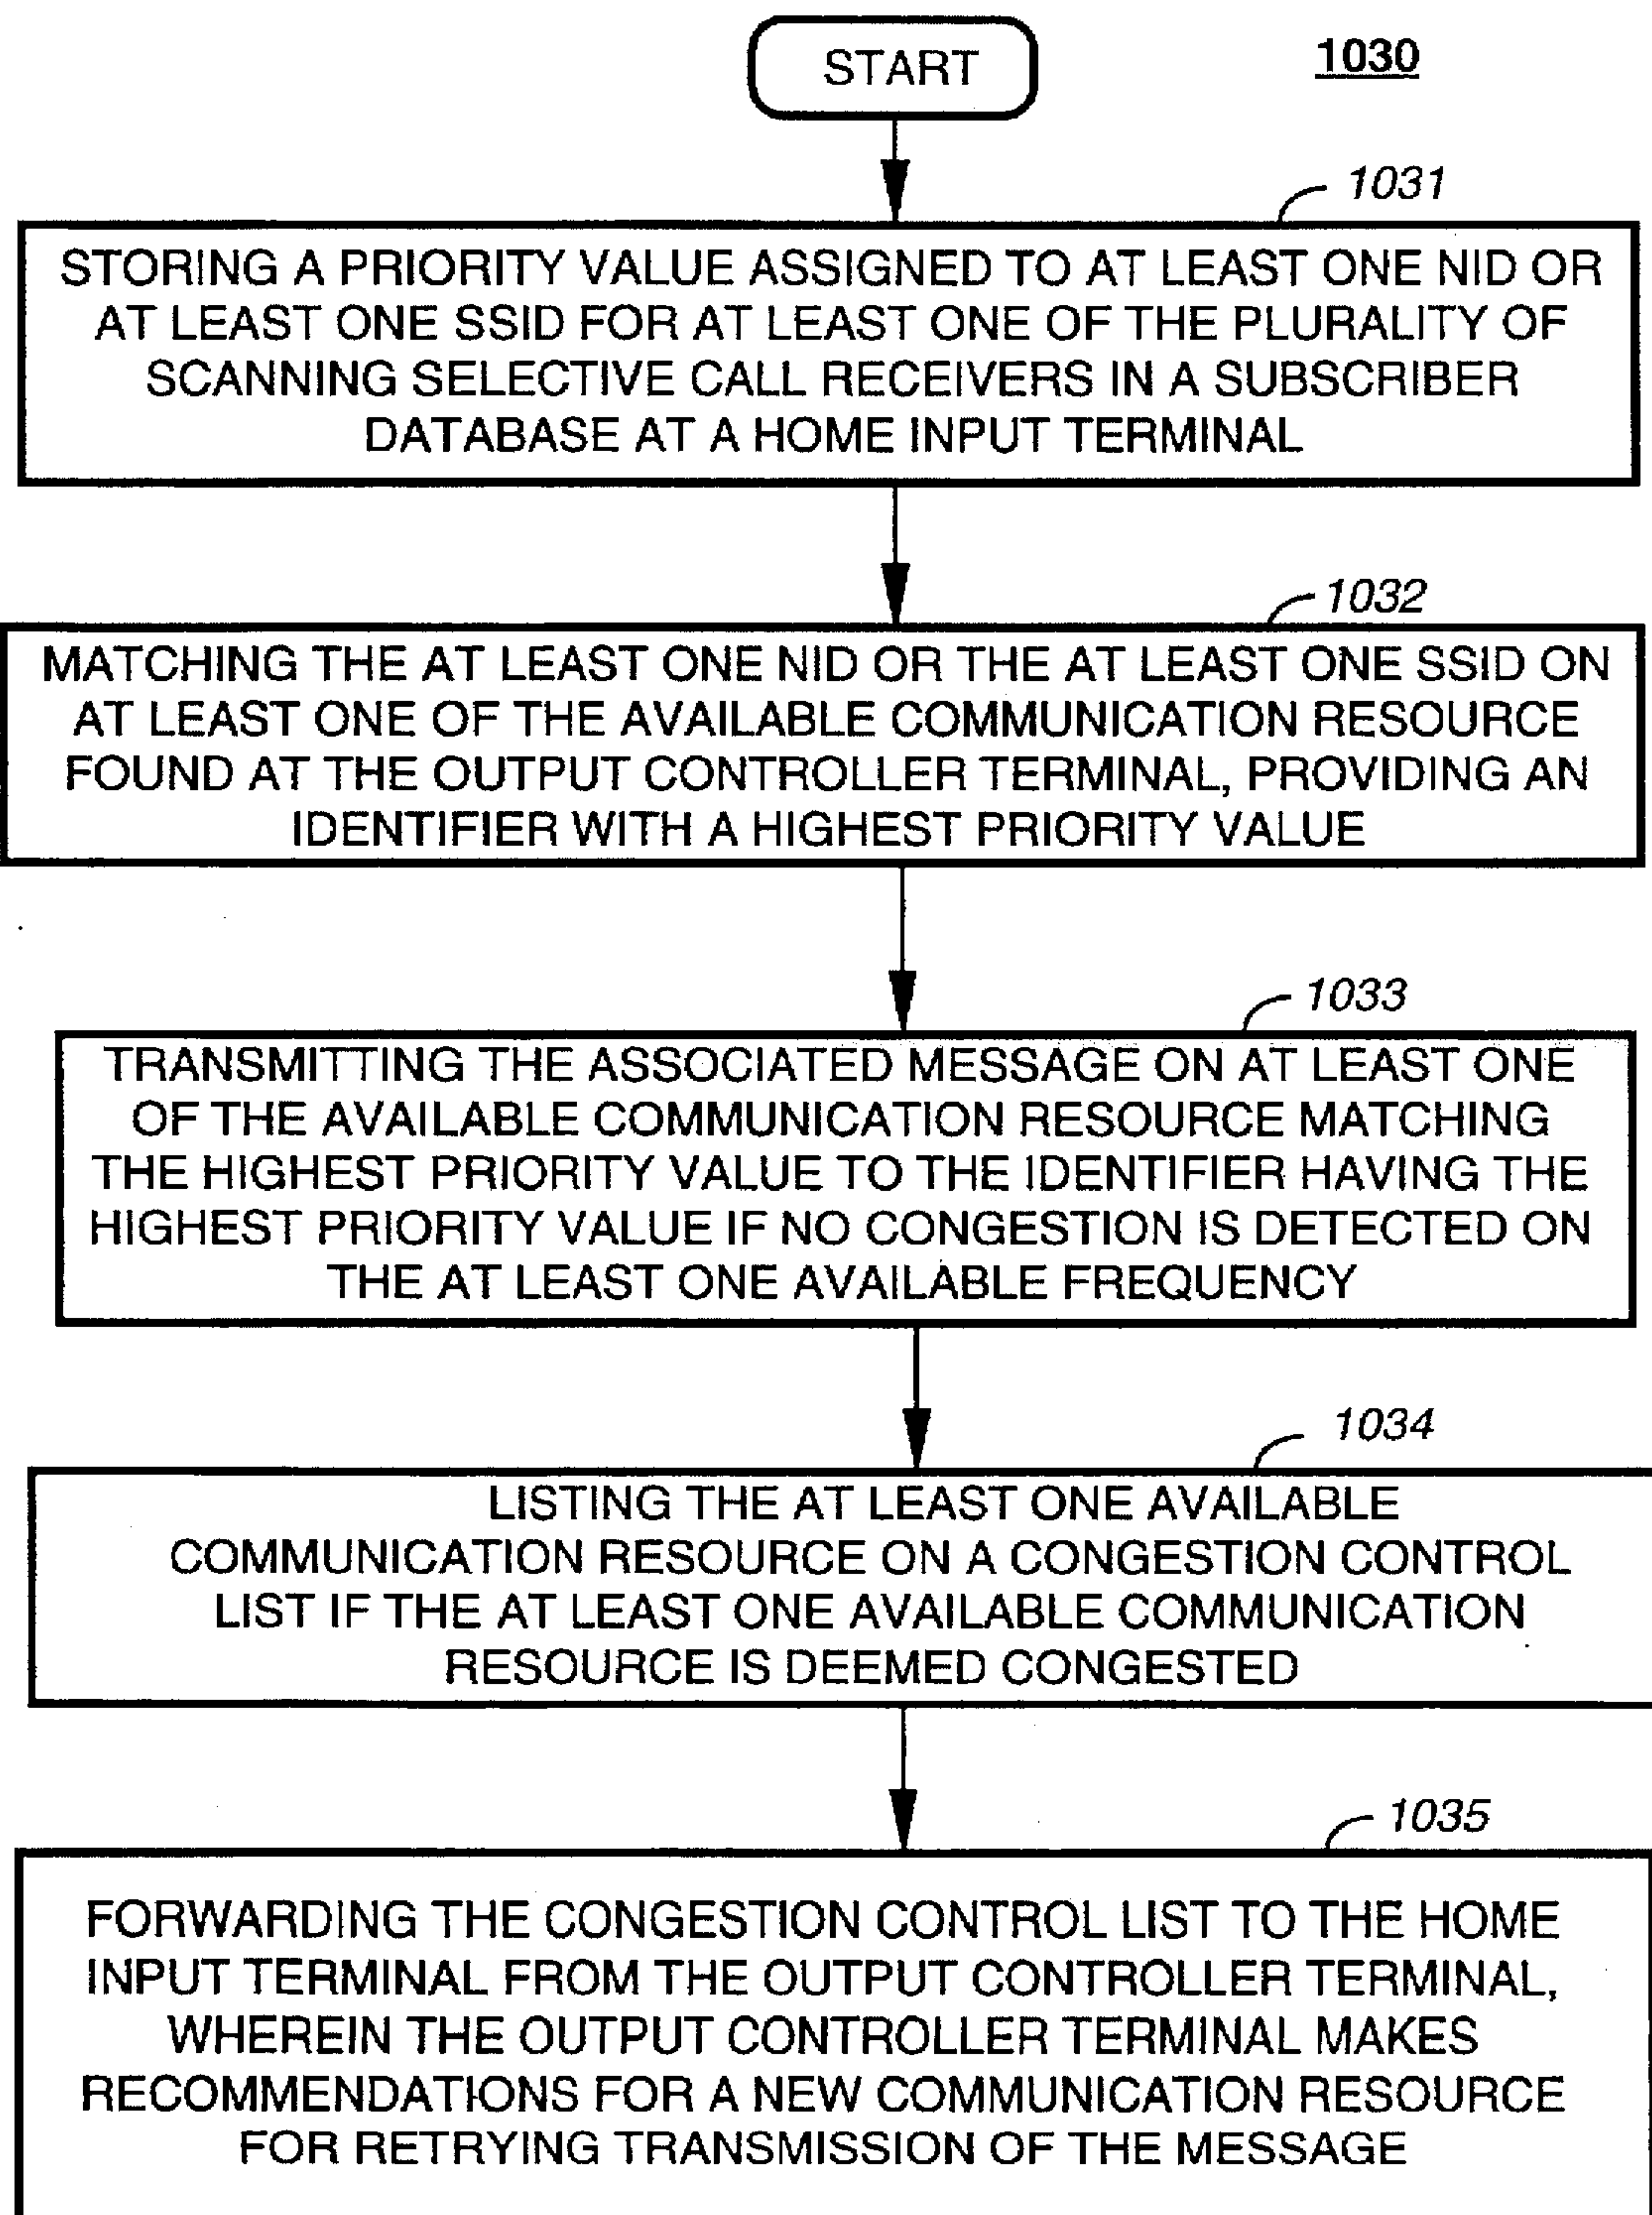 START
1030
1031
STORING A PRIORITY VALUE ASSIGNED TO AT LEAST ONE NID OR
AT LEAST ONE SSID FOR AT LEAST ONE OF THE PLURALITY OF
SCANNING SELECTIVE CALL RECEIVERS IN A SUBSCRIBER
DATABASE AT A HOME INPUT TERMINAL
1032
MATCHING THE AT LEAST ONE NID OR THE AT LEAST ONE SSID ON
AT LEAST ONE OF THE AVAILABLE COMMUNICATION RESOURCE
FOUND AT THE OUTPUT CONTROLLER TERMINAL, PROVIDING AN
IDENTIFIER WITH A HIGHEST PRIORITY VALUE
1033
TRANSMITTING THE ASSOCIATED MESSAGE ON AT LEAST ONE
OF THE AVAILABLE COMMUNICATION RESOURCE MATCHING
THE HIGHEST PRIORITY VALUE TO THE IDENTIFIER HAVING THE
HIGHEST PRIORITY VALUE IF NO CONGESTION IS DETECTED ON
THE AT LEAST ONE AVAILABLE FREQUENCY
1034
LISTING THE AT LEAST ONE AVAILABLE
COMMUNICATION RESOURCE ON A CONGESTION CONTROL
LIST IF THE AT LEAST ONE AVAILABLE COMMUNICATION
RESOURCE IS DEEMED CONGESTED
1035
FORWARDING THE CONGESTION CONTROL LIST TO THE HOME
INPUT TERMINAL FROM THE OUTPUT CONTROLLER TERMINAL,
WHEREIN THE OUTPUT CONTROLLER TERMINAL MAKES
RECOMMENDATIONS FOR A NEW COMMUNICATION RESOURCE
FOR RETRYING TRANSMISSION OF THE MESSAGE